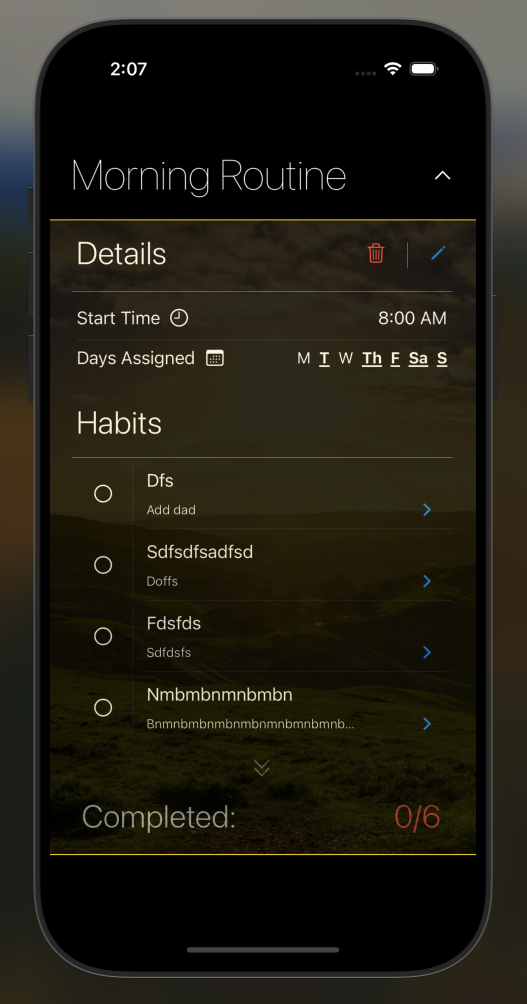 2:07
Morning Routine
Details
Start Time 8:00 AM
Days Assigned M T W Th F Sa S
Habits
Dfs
Add dad
Sdfsdfsadfsd
Doffs
Fdsfds
Sdfdsfs
Nmbmbnmnbmbn
Bnmnbmbnmbnmbnmnbmnbmnb...
Completed: 0/6